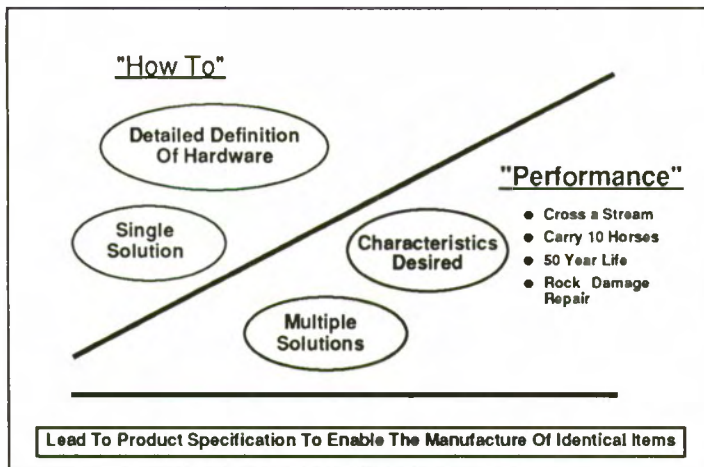 "How To"
Detailed Definition
Of Hardware
Single
Solution
"Performance"
● Cross a Stream
● Carry 10 Horses
● 50 Year Life
● Rock Damage
Repair
Characteristics
Desired
Multiple
Solutions
Lead To Product Specification To Enable The Manufacture Of Identical Items